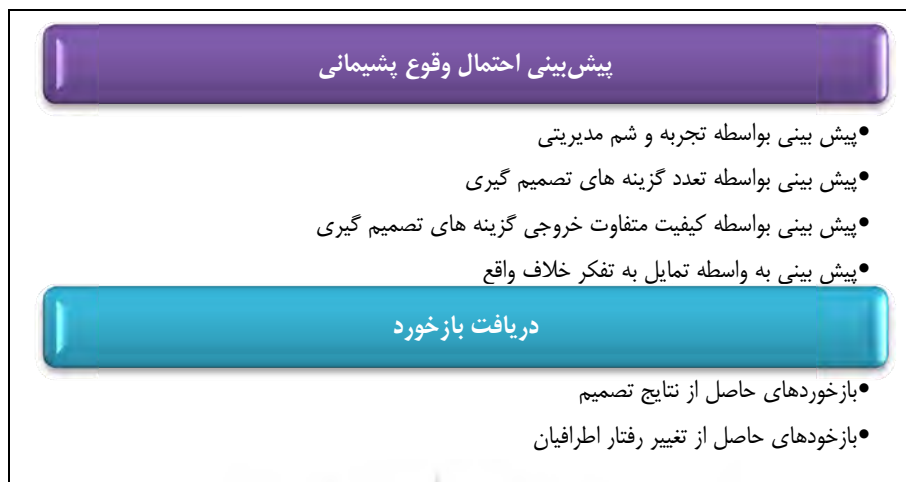 پیش‌بینی احتمال وقوع پشیمانی
•پیش بینی بواسطه تجربه و شم مدیریتی
•پیش بینی بواسطه تعدد گزینه های تصمیم گیری
•پیش بینی بواسطه کیفیت متفاوت خروجی گزینه های تصمیم گیری
•پیش بینی به واسطه تمایل به تفکر خلاف واقع
دریافت بازخورد
•بازخوردهای حاصل از نتایج تصمیم
•بازخودهای حاصل از تغییر رفتار اطرافیان